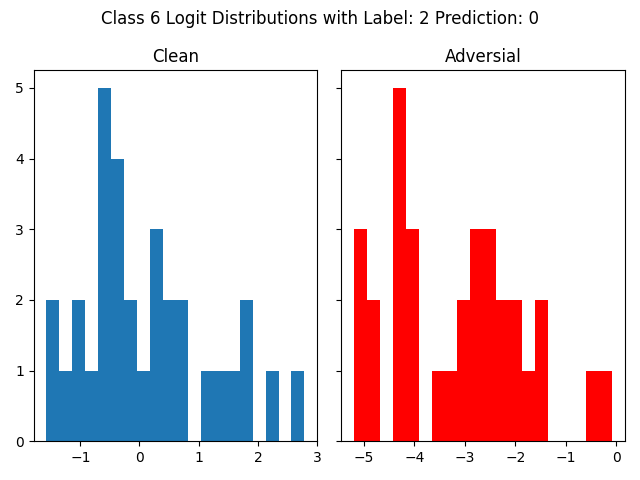 Class 6 Logit Distributions with Label: 2 Prediction: 0
Clean
Adversial
5
4
3
2
1
0
−1 0 1 2 3
−5 −4 −3 −2 −1 0